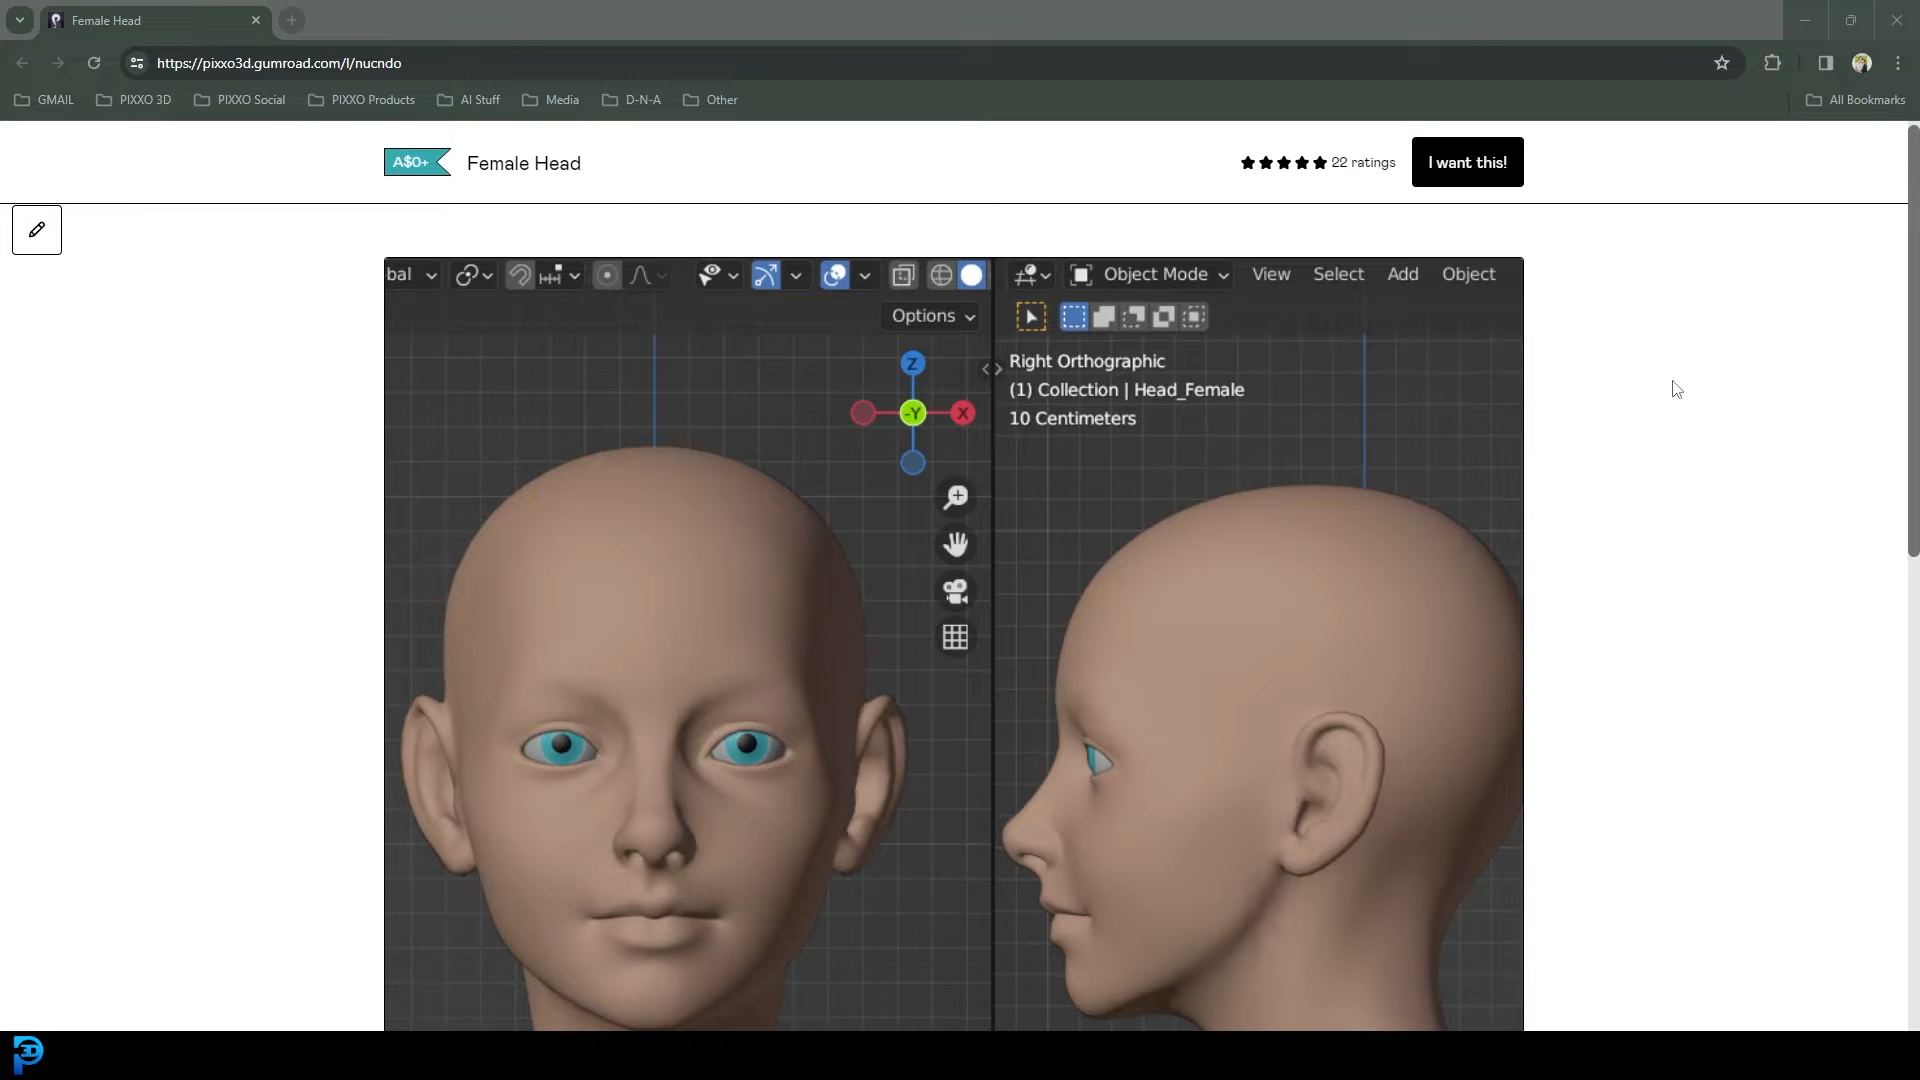 Female Head
https://pixxo3d.gumroad.com/l/nucndo
GMAIL PIXXO 3D PIXXO Social PIXXO Products AI Stuff Media D-N-A Other All Bookmarks
A$0+ Female Head 22 ratings I want this!
bal Object Mode View Select Add Object
Options
Z
-Y X
Right Orthographic
(1) Collection | Head_Female
10 Centimeters
3D